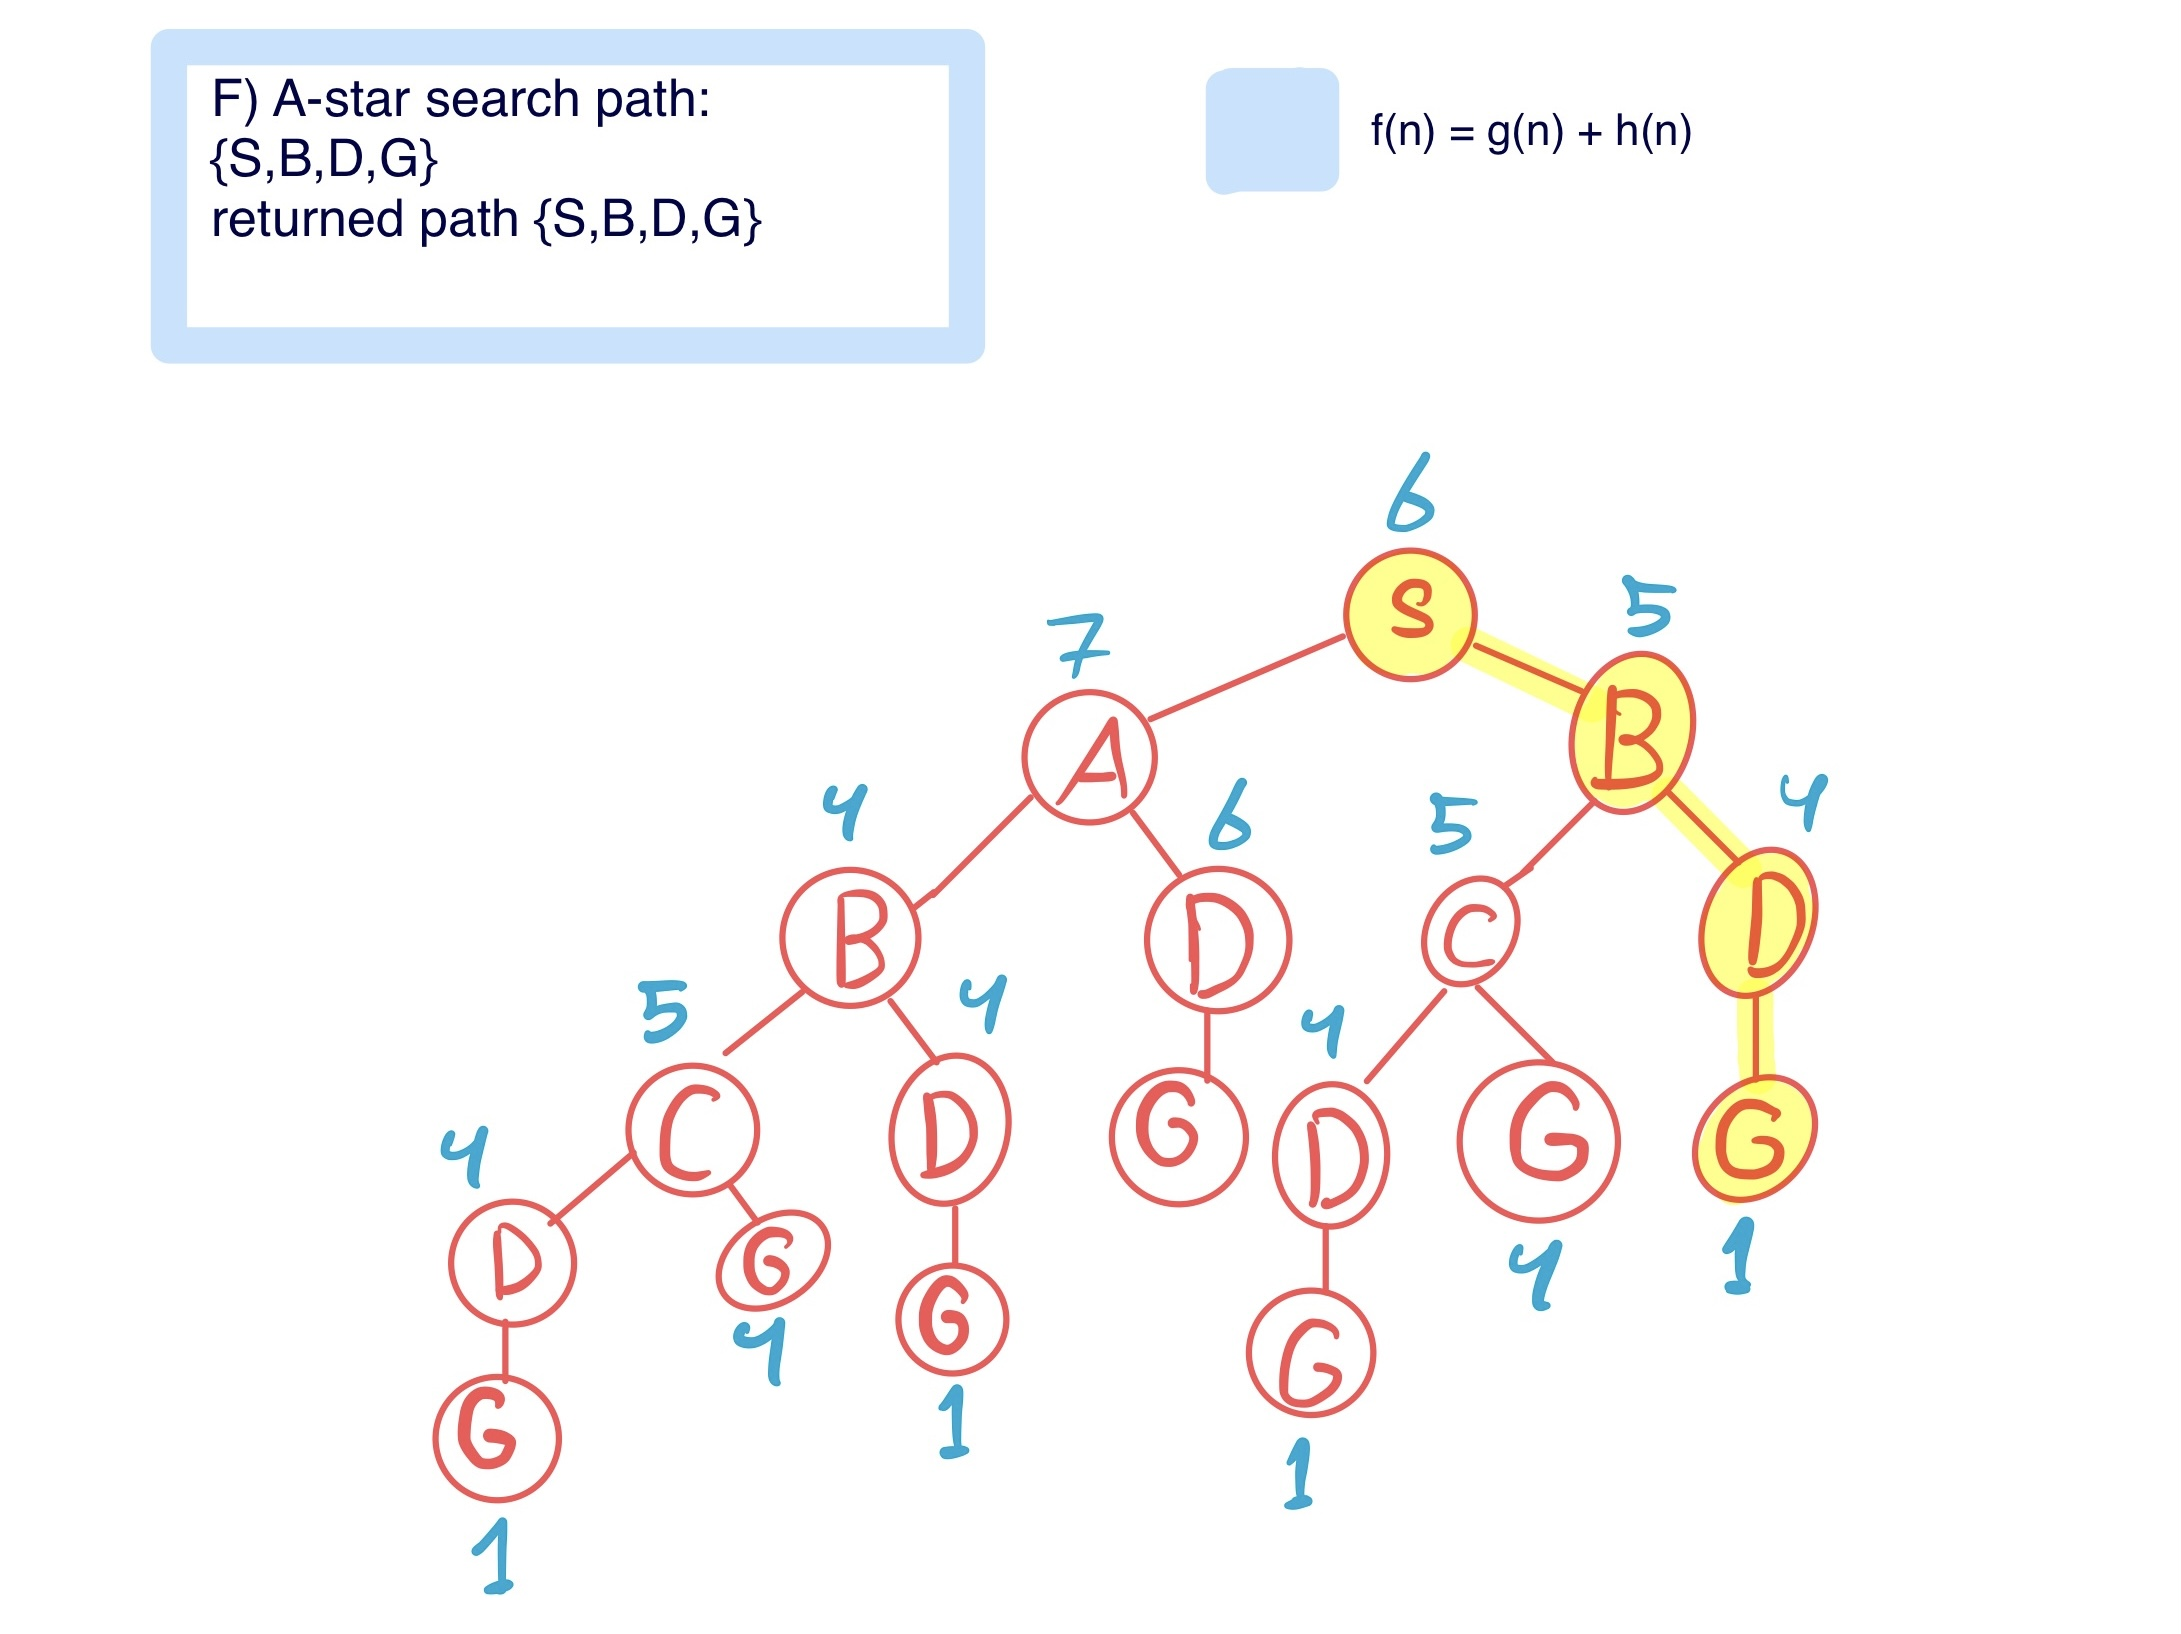 F) A-star search path:
{S,B,D,G}
returned path {S,B,D,G}
f(n) = g(n) + h(n)
6
S
5
7
B
A
4
6
5
4
B
D
C
D
5
4
4
C
D
G
D
G
G
4
D
G
4
1
G
4
G
1
G
1
1